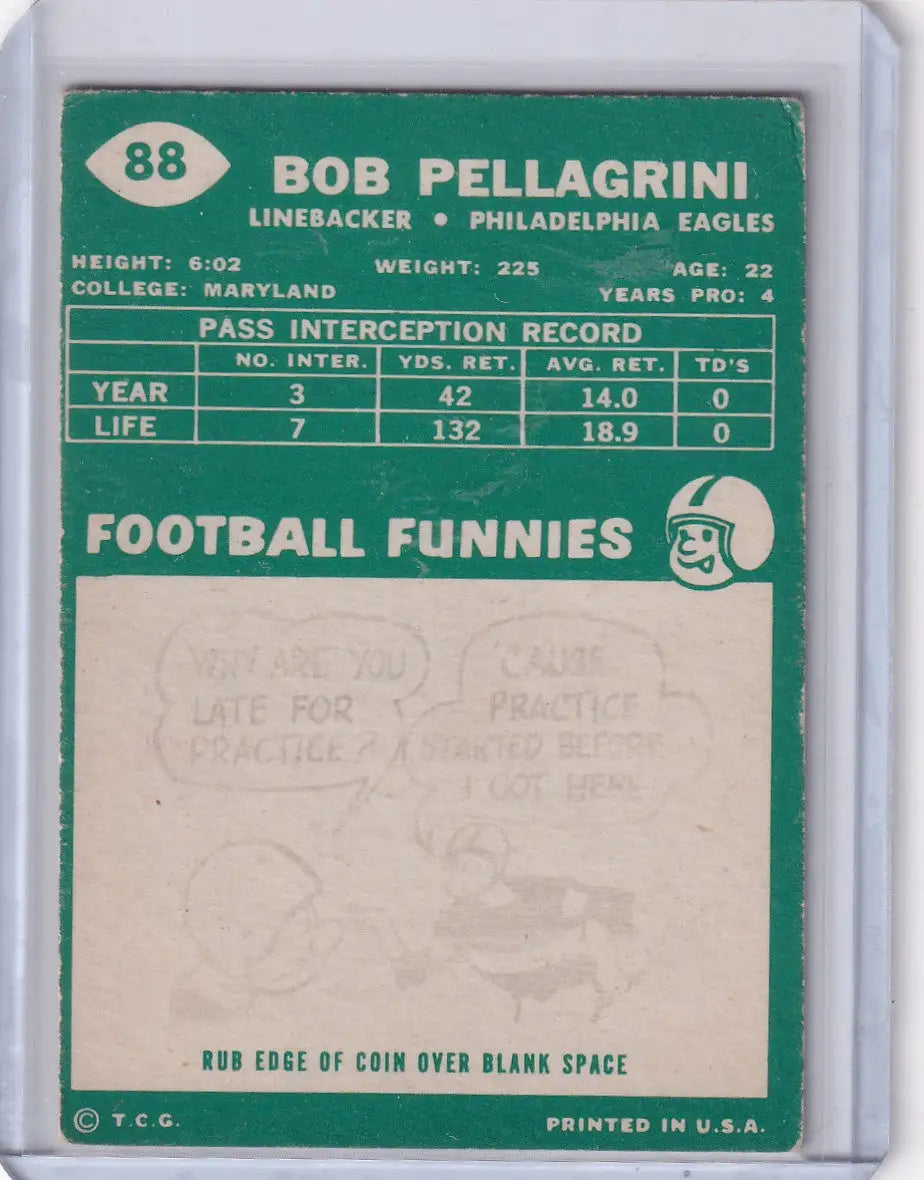 88
BOB PELLAGRINI
LINEBACKER • PHILADELPHIA EAGLES
HEIGHT: 6:02 WEIGHT: 225 AGE: 22
COLLEGE: MARYLAND YEARS PRO: 4
PASS INTERCEPTION RECORD
NO. INTER. YDS. RET. AVG. RET. TD'S
YEAR 3 42 14.0 0
LIFE 7 132 18.9 0
FOOTBALL FUNNIES
WHY ARE YOU
LATE FOR
PRACTICE?
CAUSE
PRACTICE
STARTED BEFORE
I GOT HERE
RUB EDGE OF COIN OVER BLANK SPACE
© T.C.G. PRINTED IN U.S.A.